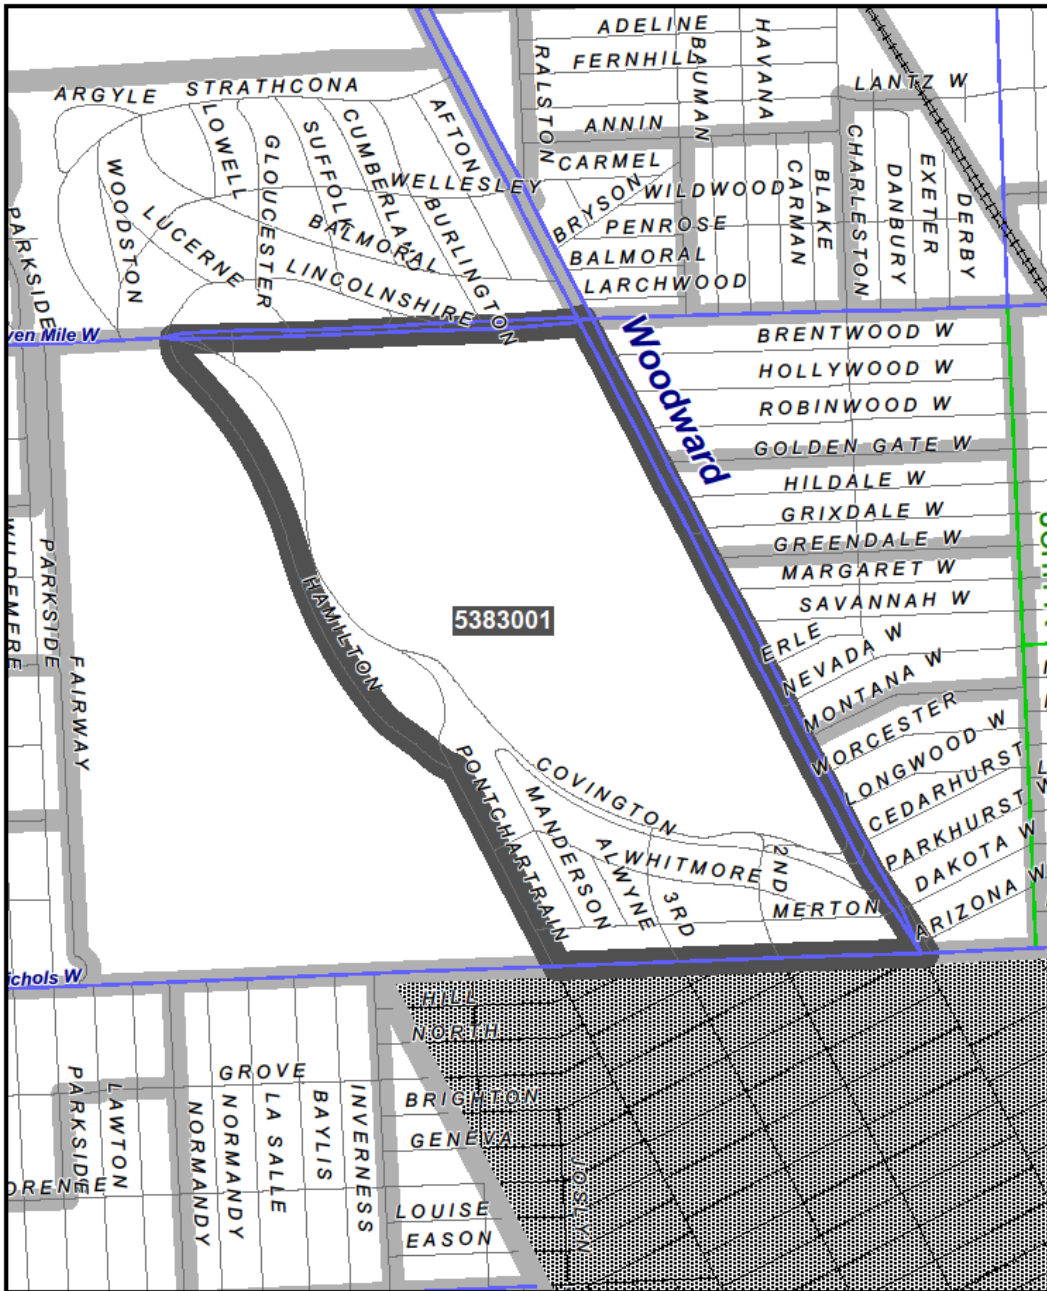 ADELINE
HAVANA
FERNHILL
BAUMAN
RALSTON
LANTZ W
STRATHCONA
ARGYLE
AFTON
LOWELL
CUMBERLAND
SUFFOLK
ANNIN
CHARLESTON
GLOUCESTER
CARMEL
EXETER
WOODSTON
WELLESLEY
WILDWOOD
CARMAN
BLAKE
DANBURY
DERBY
BRYSON
BURLINGTON
LUCERNE
BALMORAL
PENROSE
PARKSIDE
BALMORAL
LINCOLNSHIRE
LARCHWOOD
ven Mile W
Woodward
BRENTWOOD W
HOLLYWOOD W
ROBINWOOD W
GOLDEN GATE W
HILDALE W
GRIXDALE W
GREENDALE W
WILDEMERE
PARKSIDE
MARGARET W
HAMILTON
SAVANNAH W
5383001
ERLE
NEVADA W
FAIRWAY
MONTANA W
WORCESTER
LONGWOOD W
PONTCHARTRAIN
COVINGTON
CEDARHURST
MANDERSON
PARKHURST W
ALWYNE
WHITMORE
2ND
DAKOTA W
3RD
MERTON
ARIZONA W
ichols W
HILL
NORTH
PARKSIDE
LAWTON
GROVE
NORMANDY
NORMANDY
LA SALLE
BAYLIS
INVERNESS
BRIGHTON
GENEVA
JOSLYN
ORENCE
LOUISE
EASON